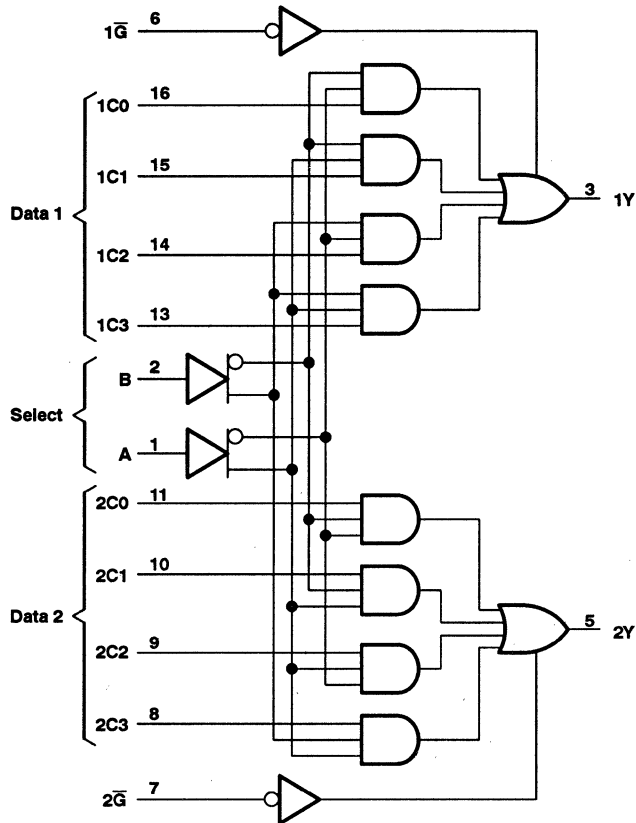 1G̅ 6
1C0 16
1C1 15
Data 1
3 1Y
1C2 14
1C3 13
B 2
Select
A 1
2C0 11
2C1 10
Data 2
5 2Y
2C2 9
2C3 8
2G̅ 7